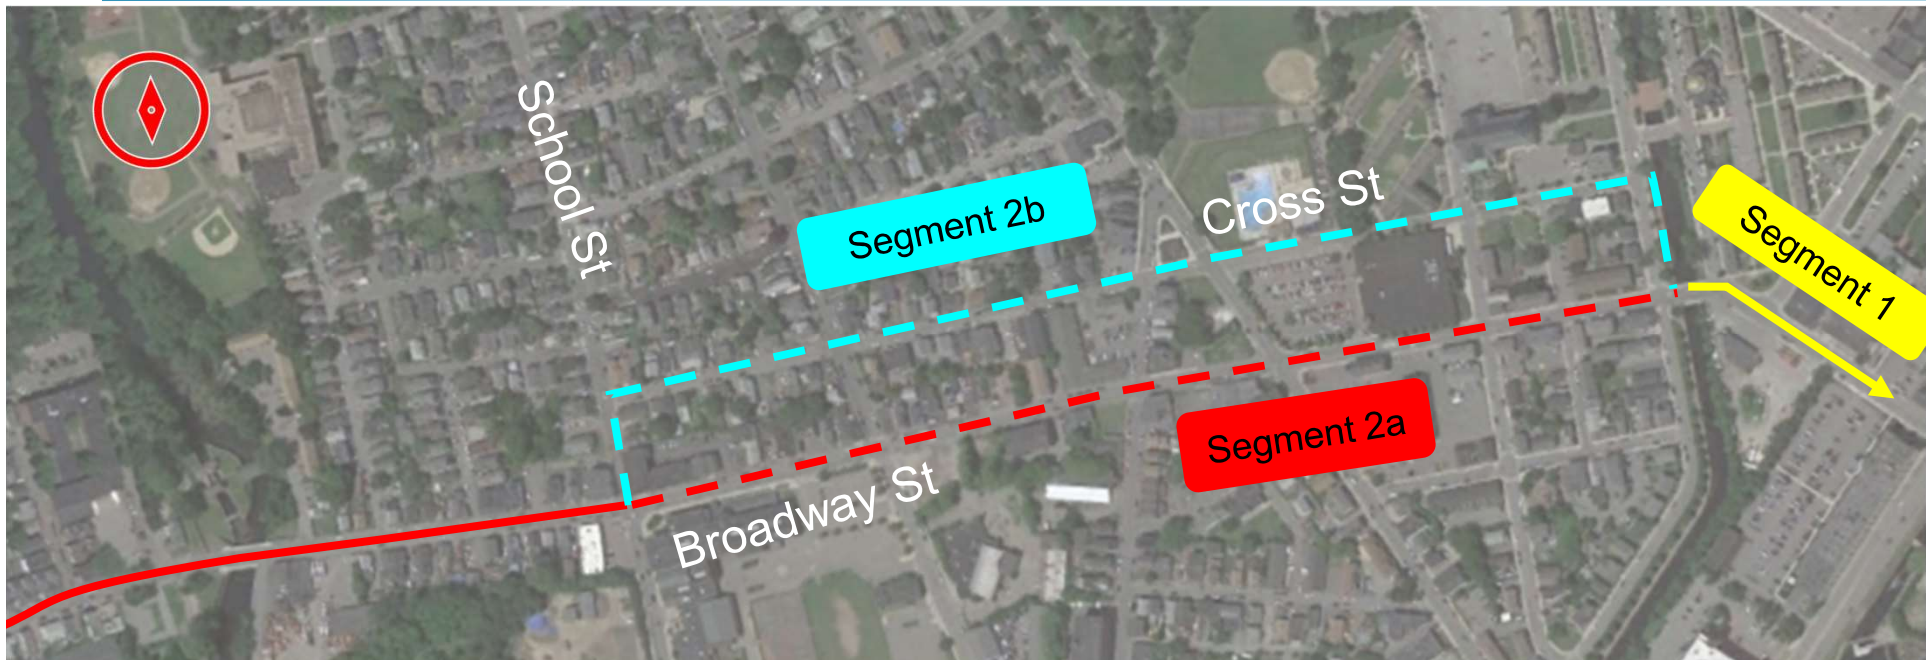 School St
Segment 2b
Cross St
Segment 1
Segment 2a
Broadway St